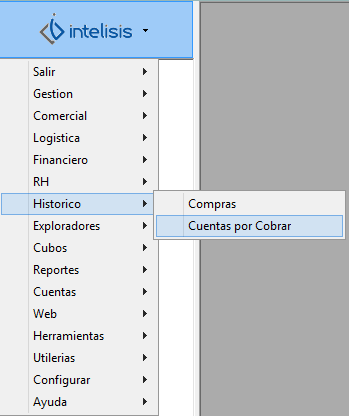 intelisis
Salir
Gestion
Comercial
Logistica
Financiero
RH
Historico
Compras
Exploradores
Cuentas por Cobrar
Cubos
Reportes
Cuentas
Web
Herramientas
Utilerias
Configurar
Ayuda